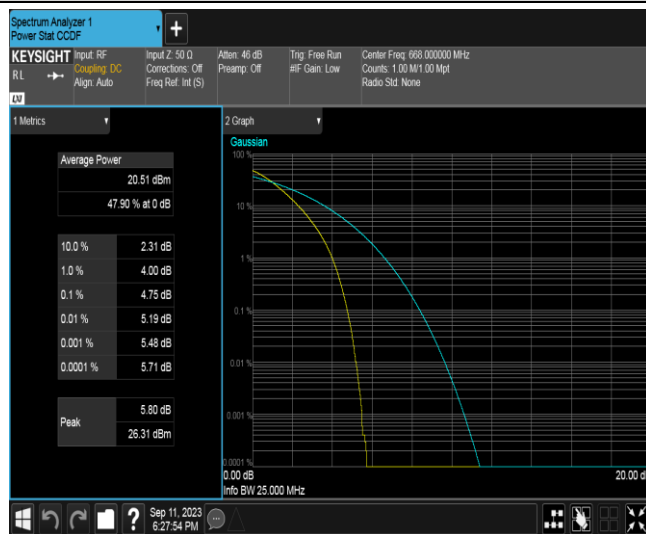 Spectrum Analyzer 1
Power Stat CCDF
+
KEYSIGHT Input: RF Input Z: 50 Ω Atten: 46 dB Trig: Free Run Center Freq: 668.000000 MHz
RL Coupling: DC Corrections: Off Preamp: Off #IF Gain: Low Counts: 1.00 M/1.00 Mpt
Align: Auto Freq Ref: Int (S) Radio Std: None
LXI
1 Metrics 2 Graph
Gaussian
Average Power
20.51 dBm
47.90 % at 0 dB
10.0 % 2.31 dB
1.0 % 4.00 dB
0.1 % 4.75 dB
0.01 % 5.19 dB
0.001 % 5.48 dB
0.0001 % 5.71 dB
Peak 5.80 dB
26.31 dBm
100 %
10 %
1 %
0.1 %
0.01 %
0.001 %
0.0001 %
0.00 dB 20.00 d
Info BW 25.000 MHz
? Sep 11, 2023
6:27:54 PM